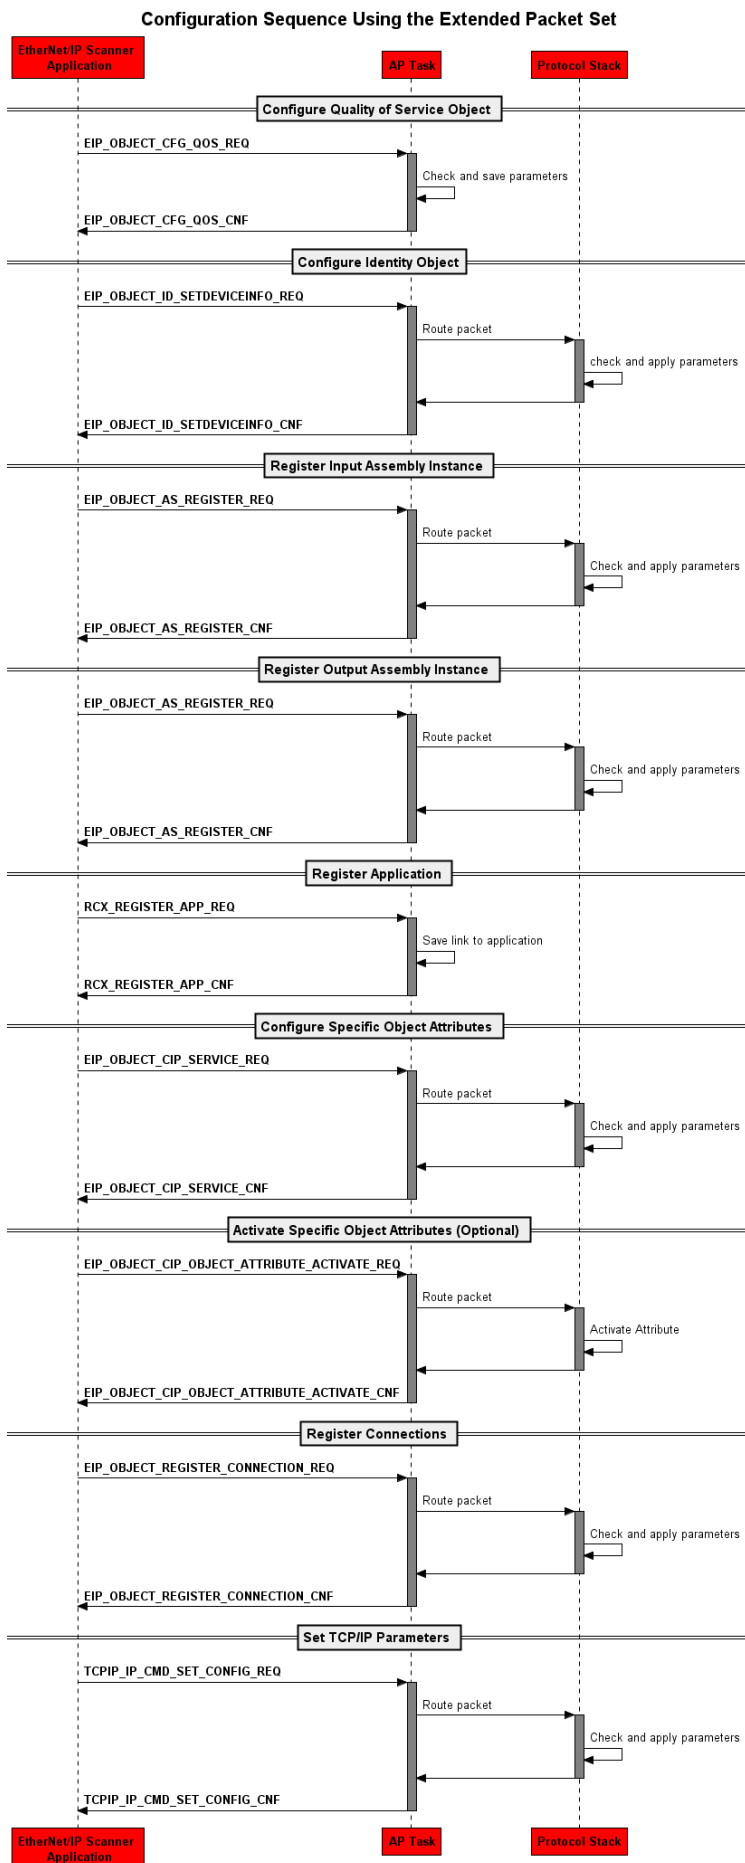 Configuration Sequence Using the Extended Packet Set
EtherNet/IP Scanner
Application
AP Task
Protocol Stack
Configure Quality of Service Object
EIP_OBJECT_CFG_QOS_REQ
Check and save parameters
EIP_OBJECT_CFG_QOS_CNF
Configure Identity Object
EIP_OBJECT_ID_SETDEVICEINFO_REQ
Route packet
check and apply parameters
EIP_OBJECT_ID_SETDEVICEINFO_CNF
Register Input Assembly Instance
EIP_OBJECT_AS_REGISTER_REQ
Route packet
Check and apply parameters
EIP_OBJECT_AS_REGISTER_CNF
Register Output Assembly Instance
EIP_OBJECT_AS_REGISTER_REQ
Route packet
Check and apply parameters
EIP_OBJECT_AS_REGISTER_CNF
Register Application
RCX_REGISTER_APP_REQ
Save link to application
RCX_REGISTER_APP_CNF
Configure Specific Object Attributes
EIP_OBJECT_CIP_SERVICE_REQ
Route packet
Check and apply parameters
EIP_OBJECT_CIP_SERVICE_CNF
Activate Specific Object Attributes (Optional)
EIP_OBJECT_CIP_OBJECT_ATTRIBUTE_ACTIVATE_REQ
Route packet
Activate Attribute
EIP_OBJECT_CIP_OBJECT_ATTRIBUTE_ACTIVATE_CNF
Register Connections
EIP_OBJECT_REGISTER_CONNECTION_REQ
Route packet
Check and apply parameters
EIP_OBJECT_REGISTER_CONNECTION_CNF
Set TCP/IP Parameters
TCPIP_IP_CMD_SET_CONFIG_REQ
Route packet
Check and apply parameters
TCPIP_IP_CMD_SET_CONFIG_CNF
EtherNet/IP Scanner
Application
AP Task
Protocol Stack